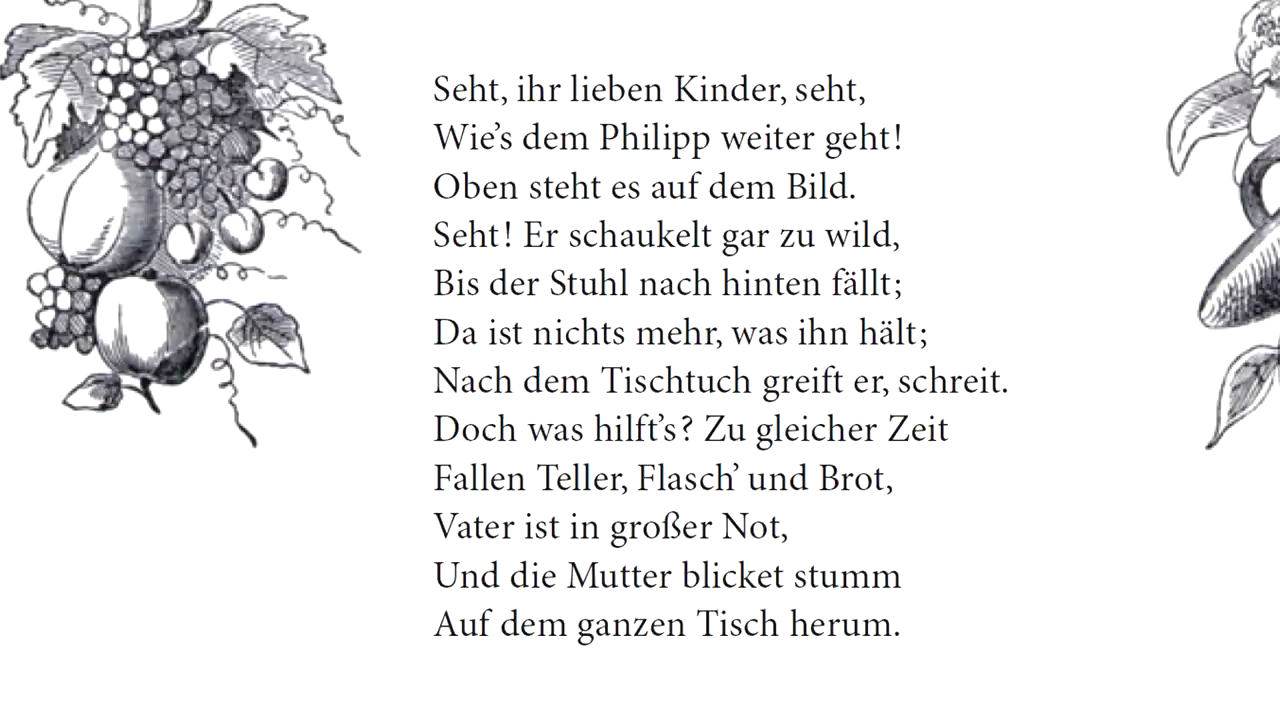 Seht, ihr lieben Kinder, seht,
Wie’s dem Philipp weiter geht!
Oben steht es auf dem Bild.
Seht! Er schaukelt gar zu wild,
Bis der Stuhl nach hinten fällt;
Da ist nichts mehr, was ihn hält;
Nach dem Tischtuch greift er, schreit.
Doch was hilft’s? Zu gleicher Zeit
Fallen Teller, Flasch’ und Brot,
Vater ist in großer Not,
Und die Mutter blicket stumm
Auf dem ganzen Tisch herum.